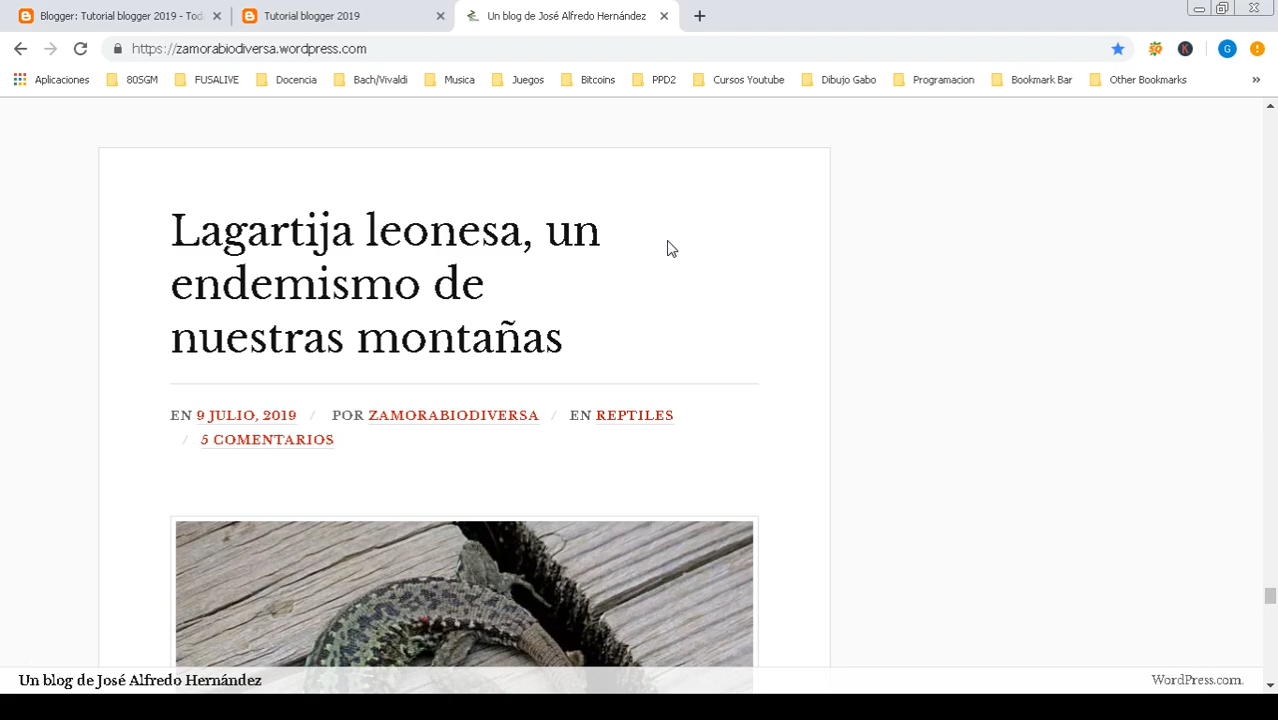 Blogger: Tutorial blogger 2019 - Tod
Tutorial blogger 2019
Un blog de José Alfredo Hernández
https://zamorabiodiversa.wordpress.com
G
Aplicaciones
805GM
FUSALIVE
Docencia
Bach/Vivaldi
Musica
Juegos
Bitcoins
PPD2
Cursos Youtube
Dibujo Gabo
Programacion
Bookmark Bar
Other Bookmarks
Lagartija leonesa, un
endemismo de
nuestras montañas
EN 9 JULIO, 2019 / POR ZAMORABIODIVERSA / EN REPTILES
/ 5 COMENTARIOS
Un blog de José Alfredo Hernández
WordPress.com.